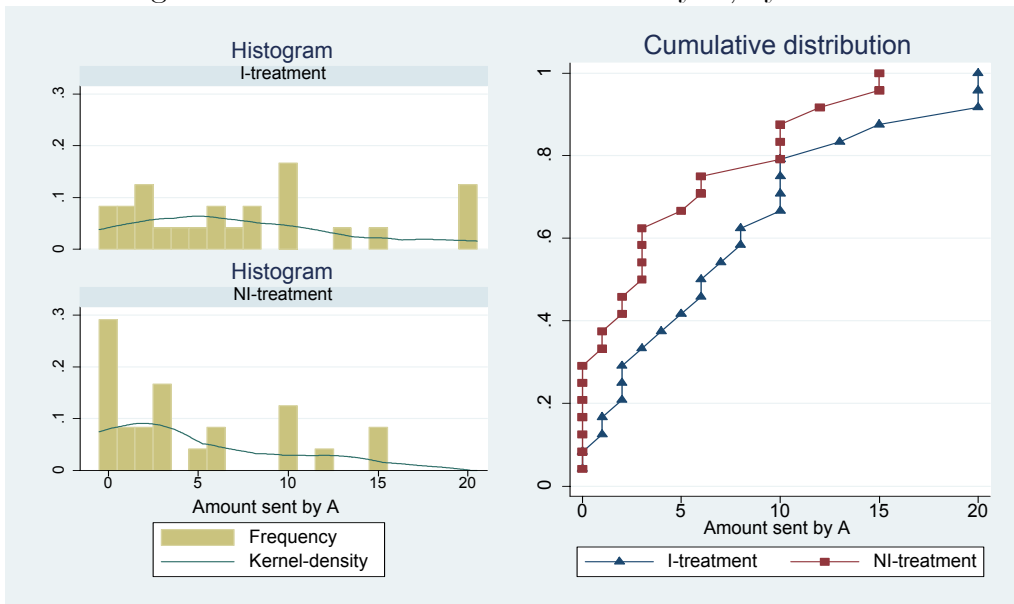 Histogram
I-treatment
0 .1 .2 .3
Histogram
NI-treatment
0 .1 .2 .3
0 5 10 15 20
Amount sent by A
Frequency
Kernel-density
Cumulative distribution
0 .2 .4 .6 .8 1
0 5 10 15 20
Amount sent by A
I-treatment NI-treatment